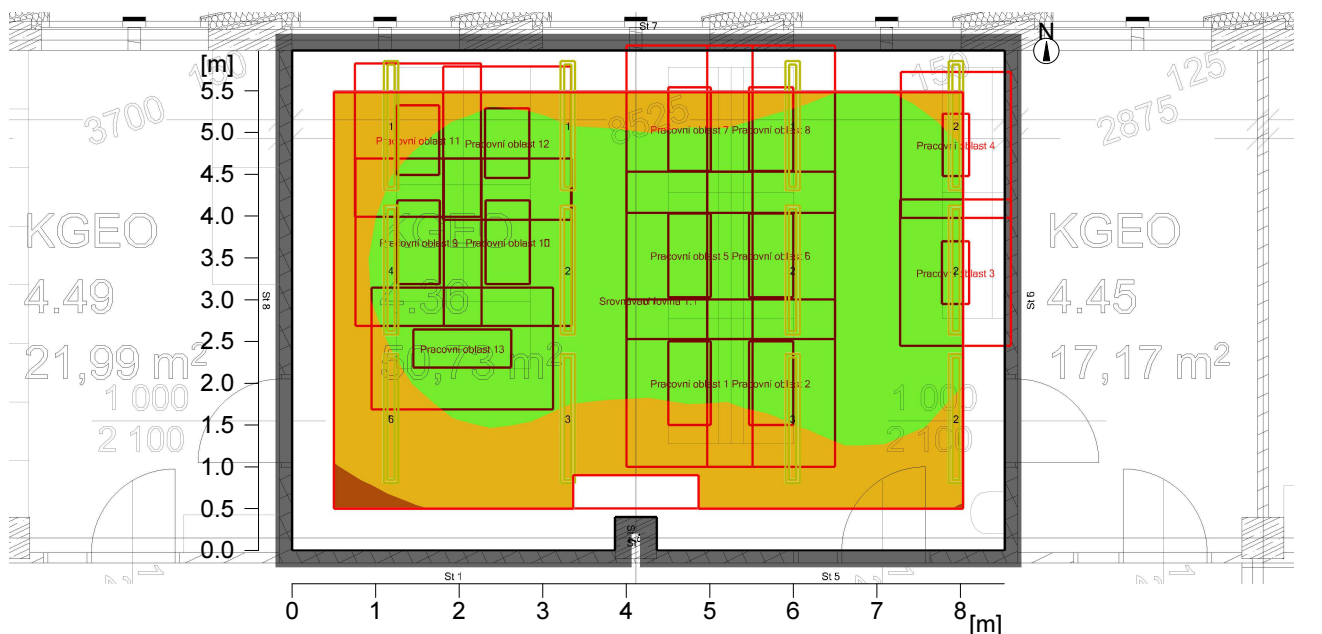 St 7
N
[m]
150
150
125
3700
8525
2875
5.5
5.0
4.5
4.0
3.5
3.0
2.5
2.0
1.5
1.0
0.5
0.0
1
1
2
Pracovní oblast 11
Pracovní oblast 12
Pracovní oblast 7
Pracovní oblast 8
Pracovní oblast 4
KGEO
4.49
21,99 m²
KGEO
4.36
50,73 m²
KGEO
4.45
17,17 m²
Pracovní oblast 9
Pracovní oblast 10
Pracovní oblast 5
Pracovní oblast 6
Pracovní oblast 3
4
2
2
2
St 8
St 6
Srovnávací rovina 1.1
Pracovní oblast 13
Pracovní oblast 1
Pracovní oblast 2
1 000
2 100
1 000
2 100
6
3
3
2
St 1
St 5
0
1
2
3
4
5
6
7
8
[m]